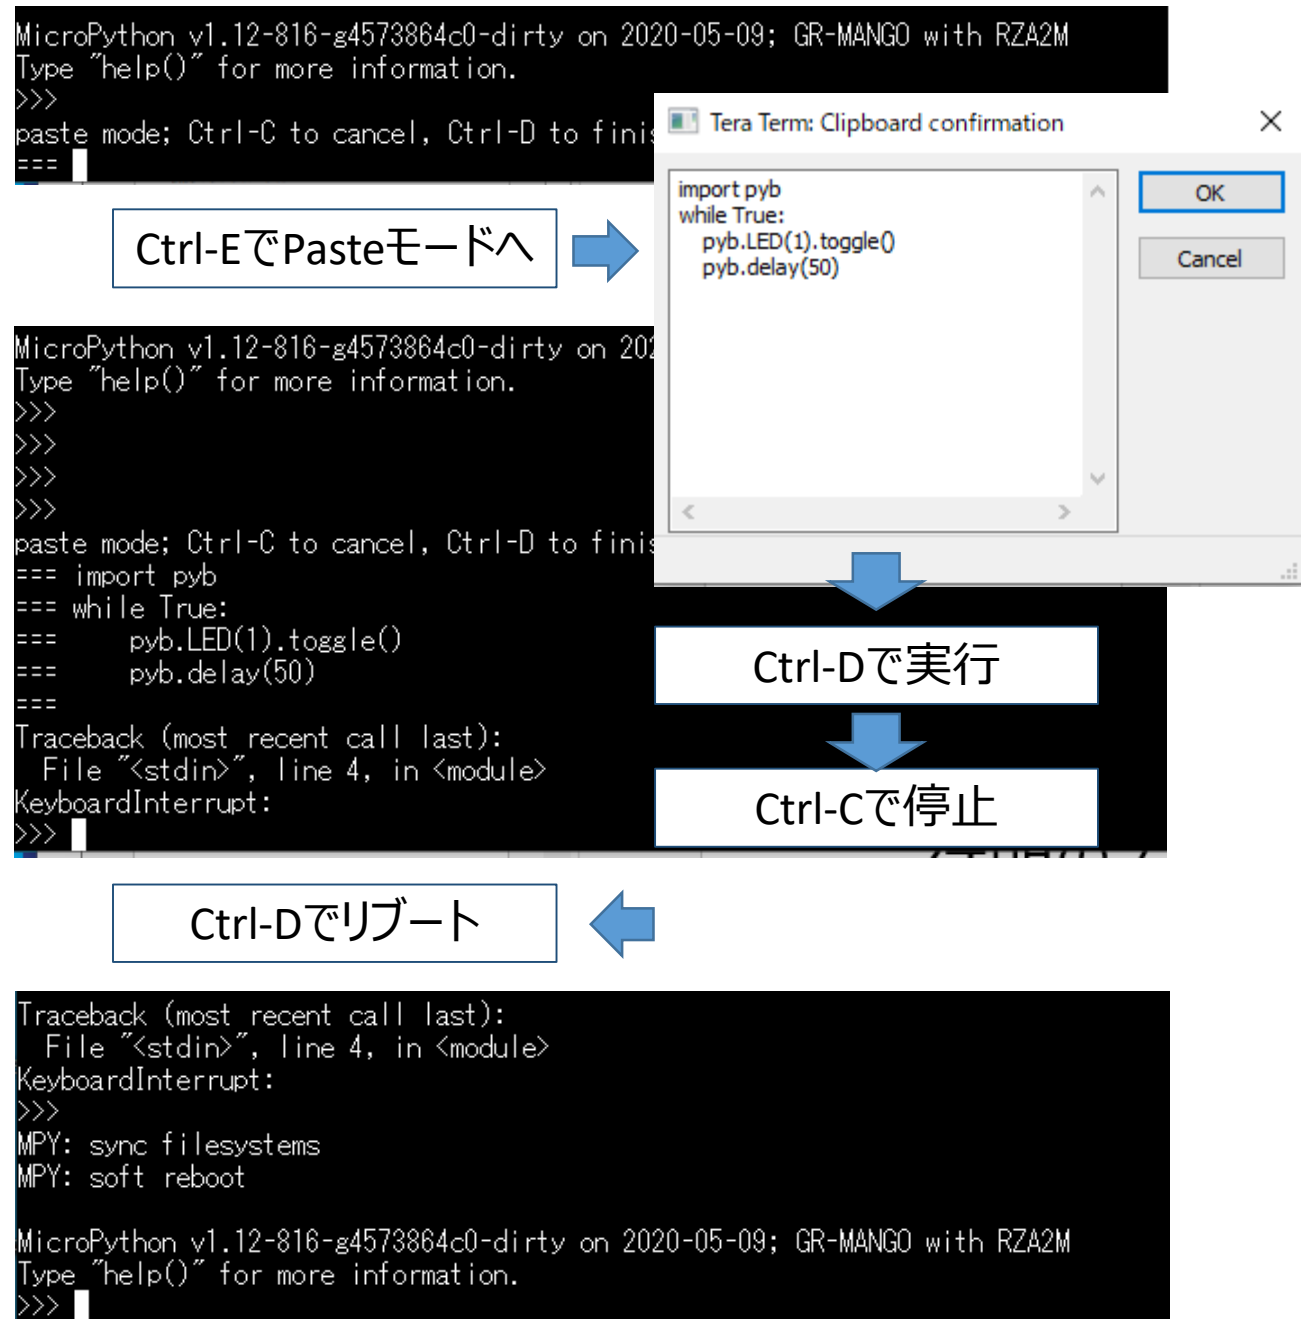 MicroPython v1.12-816-g4573864c0-dirty on 2020-05-09; GR-MANGO with RZA2M
Type "help()" for more information.
>>>
paste mode; Ctrl-C to cancel, Ctrl-D to finis
===
Ctrl-EでPasteモードへ
Tera Term: Clipboard confirmation
import pyb
while True:
    pyb.LED(1).toggle()
    pyb.delay(50)
OK
Cancel
MicroPython v1.12-816-g4573864c0-dirty on 202
Type "help()" for more information.
>>>
>>>
>>>
>>>
paste mode; Ctrl-C to cancel, Ctrl-D to finis
=== import pyb
=== while True:
===     pyb.LED(1).toggle()
===     pyb.delay(50)
===
Traceback (most recent call last):
  File "<stdin>", line 4, in <module>
KeyboardInterrupt:
>>>
Ctrl-Dで実行
Ctrl-Cで停止
Ctrl-Dでリブート
Traceback (most recent call last):
  File "<stdin>", line 4, in <module>
KeyboardInterrupt:
>>>
MPY: sync filesystems
MPY: soft reboot
MicroPython v1.12-816-g4573864c0-dirty on 2020-05-09; GR-MANGO with RZA2M
Type "help()" for more information.
>>>